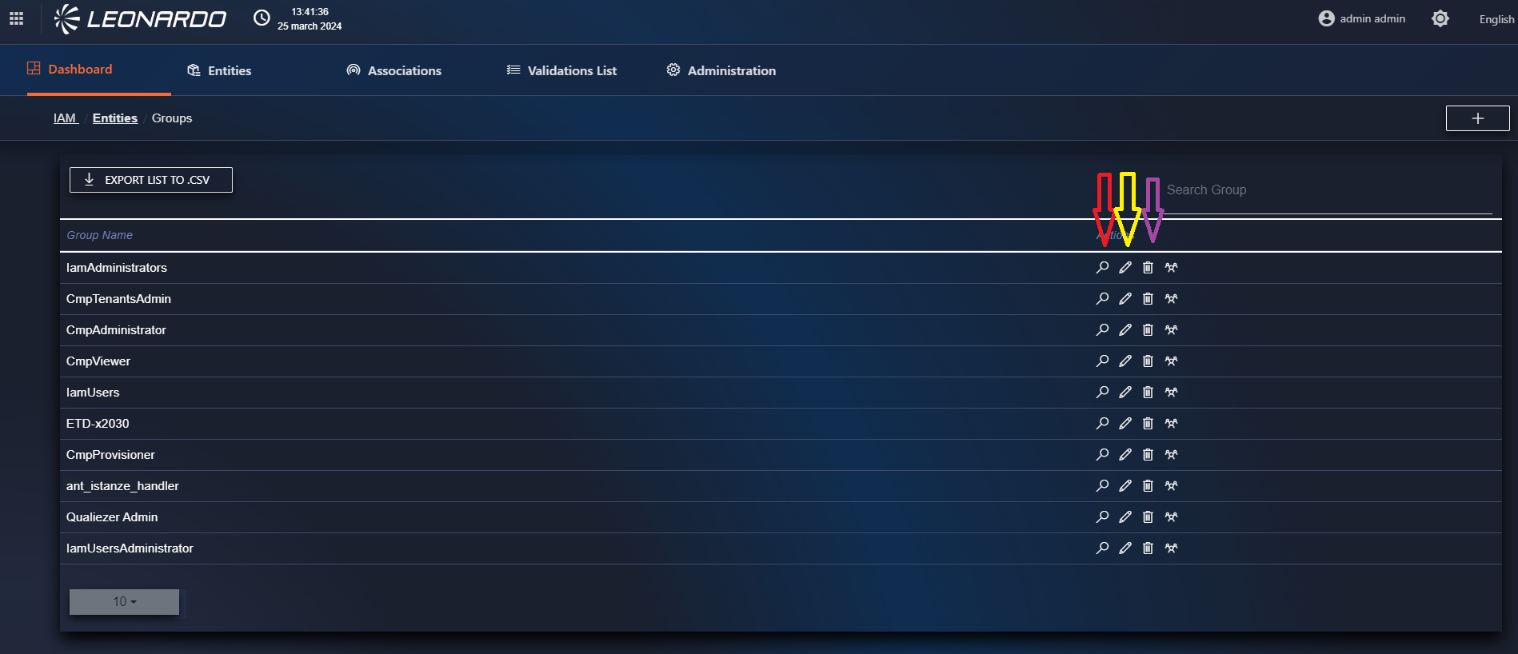 LEONARDO
13:41:36
25 march 2024
admin admin
English
Dashboard
Entities
Associations
Validations List
Administration
IAM / Entities / Groups
+
EXPORT LIST TO .CSV
Search Group
Group Name
IamAdministrators
CmpTenantsAdmin
CmpAdministrator
CmpViewer
IamUsers
ETD-x2030
CmpProvisioner
ant_istanze_handler
Qualiezer Admin
IamUsersAdministrator
10